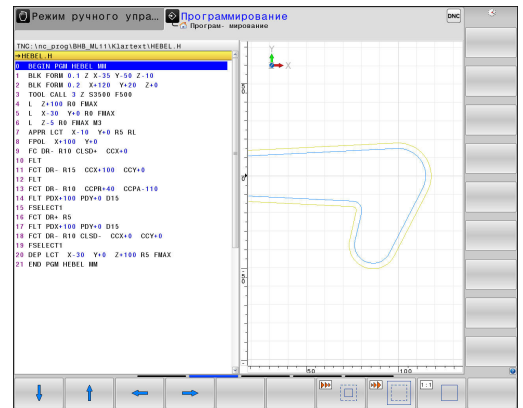 Режим ручного упра...
Программирование
Програм- мирование
DNC
TNC:\nc_prog\BHB_ML11\Klartext\HEBEL.H
→HEBEL.H
0 BEGIN PGM HEBEL MM
1 BLK FORM 0.1 Z X-35 Y-50 Z-10
2 BLK FORM 0.2 X+120 Y+20 Z+0
3 TOOL CALL 3 Z S3500 F500
4 L Z+100 R0 FMAX
5 L X-30 Y+0 R0 FMAX
6 L Z-5 R0 FMAX M3
7 APPR LCT X-10 Y+0 R5 RL
8 FPOL X+100 Y+0
9 FC DR- R10 CLSD+ CCX+0
10 FLT
11 FCT DR- R15 CCX+100 CCY+0
12 FLT
13 FCT DR- R10 CCPR+40 CCPA-110
14 FLT PDX+100 PDY+0 D15
15 FSELECT1
16 FCT DR+ R5
17 FLT PDX+100 PDY+0 D15
18 FCT DR- R10 CLSD- CCX+0 CCY+0
19 FSELECT1
20 DEP LCT X-30 Y+0 Z+100 R5 FMAX
21 END PGM HEBEL MM
Y
X
50
0
50
100
1:1